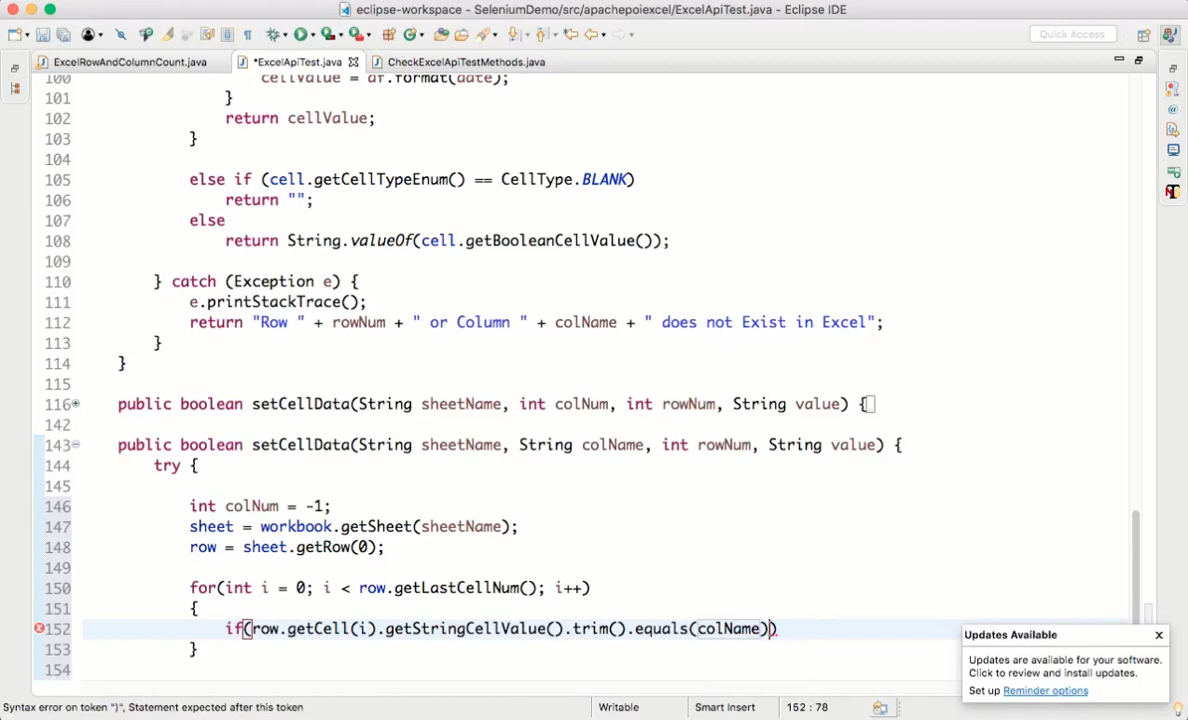 eclipse-workspace - SeleniumDemo/src/apachepoiexcel/ExcelApiTest.java - Eclipse IDE
Quick Access
ExcelRowAndColumnCount.java
*ExcelApiTest.java
CheckExcelApiTestMethods.java
100 cellValue = df.format(date);
101 }
102 return cellValue;
103 }
104
105 else if (cell.getCellTypeEnum() == CellType.BLANK)
106 return "";
107 else
108 return String.valueOf(cell.getBooleanCellValue());
109
110 } catch (Exception e) {
111 e.printStackTrace();
112 return "Row " + rowNum + " or Column " + colName + " does not Exist in Excel";
113 }
114 }
115
116 public boolean setCellData(String sheetName, int colNum, int rowNum, String value) {
142
143 public boolean setCellData(String sheetName, String colName, int rowNum, String value) {
144 try {
145
146 int colNum = -1;
147 sheet = workbook.getSheet(sheetName);
148 row = sheet.getRow(0);
149
150 for(int i = 0; i < row.getLastCellNum(); i++)
151 {
152 if(row.getCell(i).getStringCellValue().trim().equals(colName))
153 }
154
Updates Available
Updates are available for your software.
Click to review and install updates.
Set up Reminder options
Syntax error on token ")", Statement expected after this token
Writable
Smart Insert
152 : 78